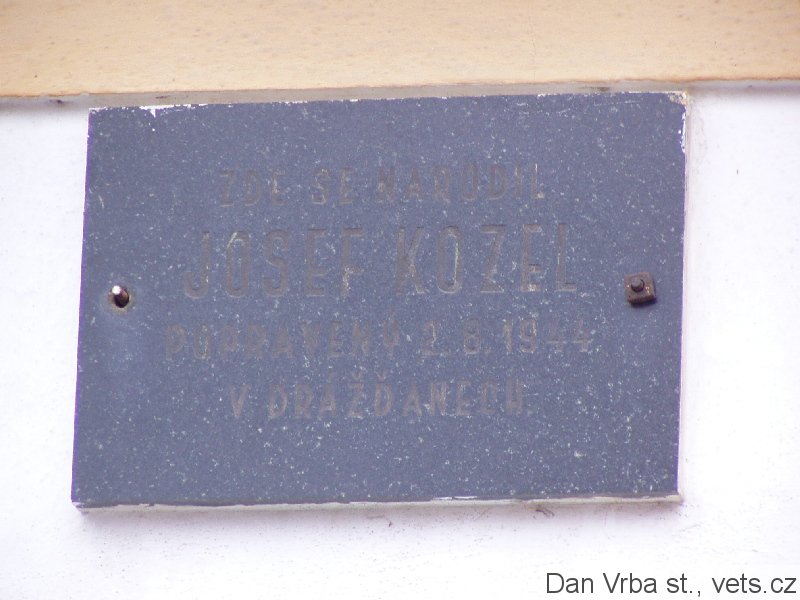 ZDE SE NARODIL
JOSEF KOZEL
POPRAVENÝ 2. 8. 1944
V DRÁŽĎANECH
Dan Vrba st., vets.cz